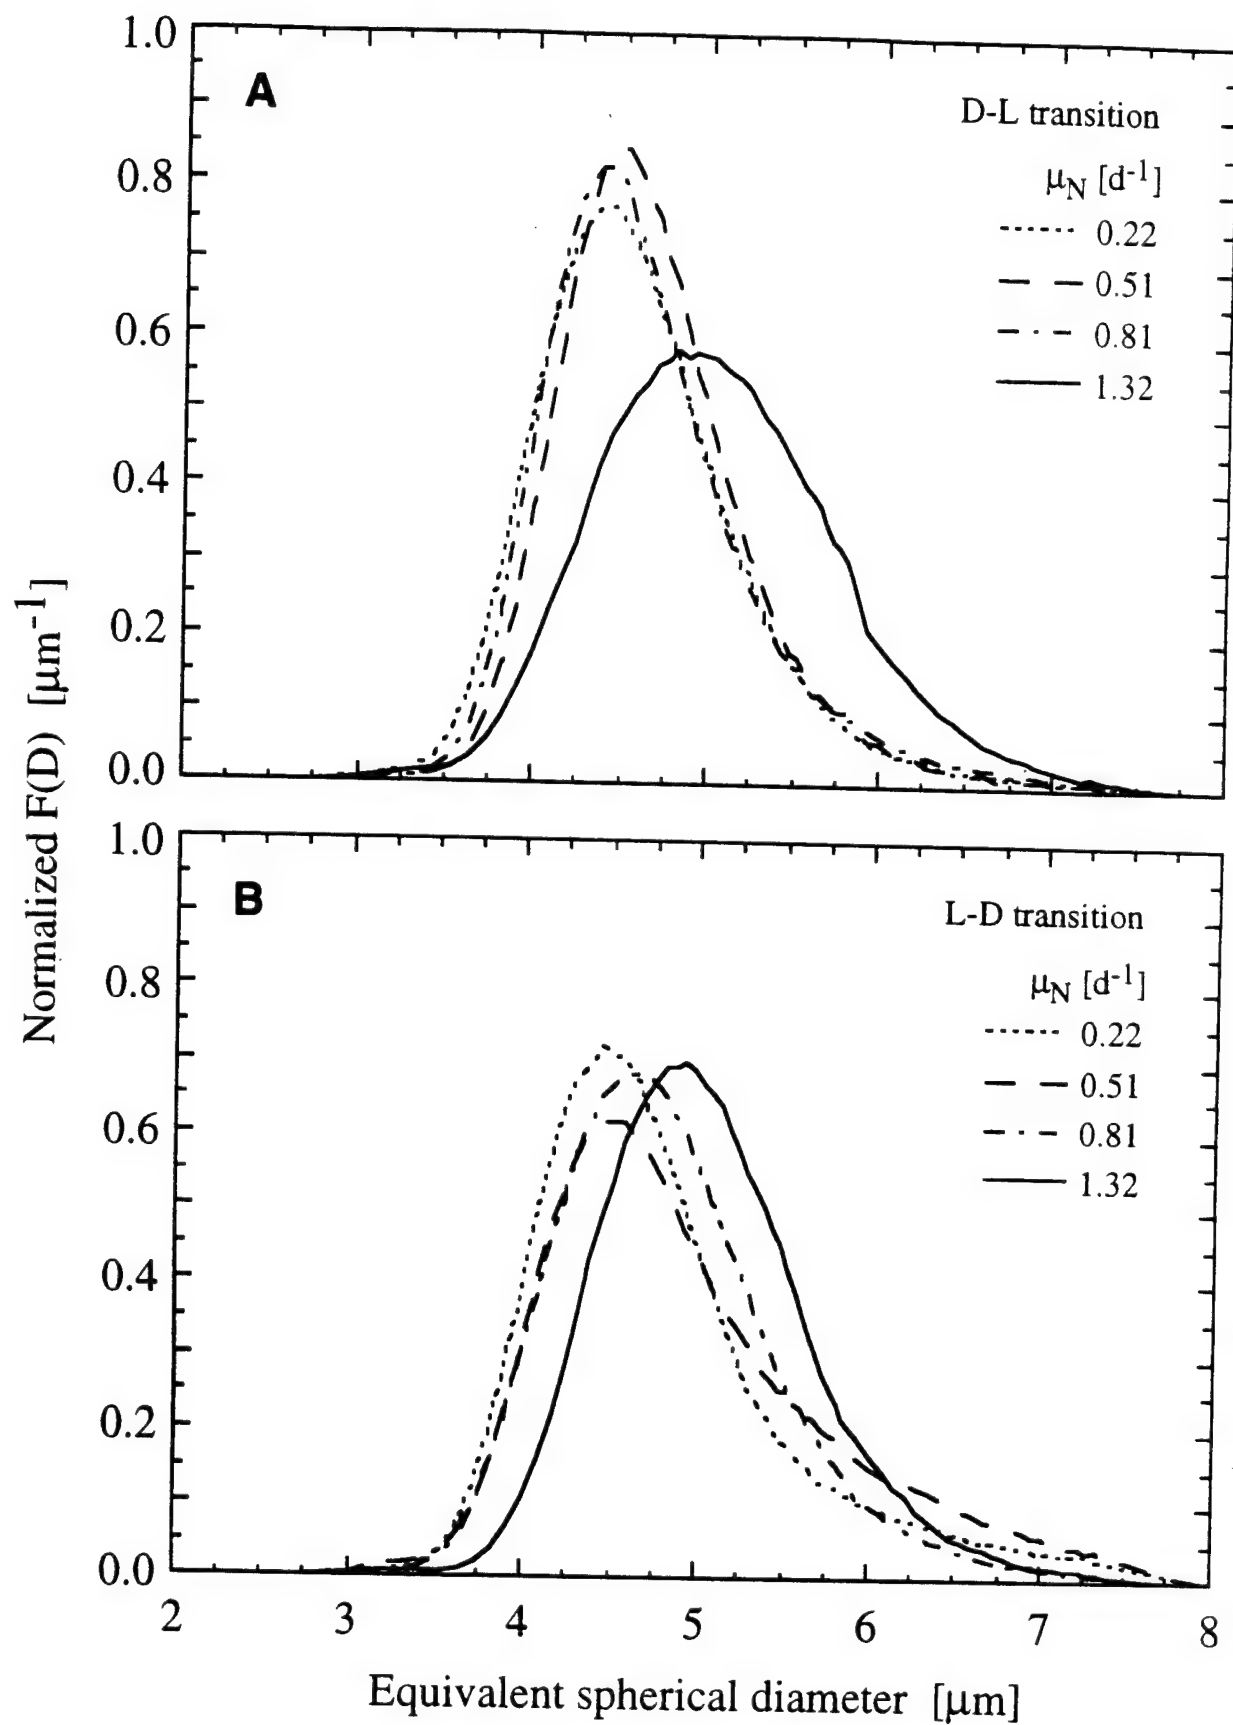 Normalized F(D) [μm⁻¹]
1.0
0.8
0.6
0.4
0.2
0.0
A
D-L transition
μN [d⁻¹]
0.22
0.51
0.81
1.32
1.0
0.8
0.6
0.4
0.2
0.0
B
L-D transition
μN [d⁻¹]
0.22
0.51
0.81
1.32
2 3 4 5 6 7 8
Equivalent spherical diameter [μm]